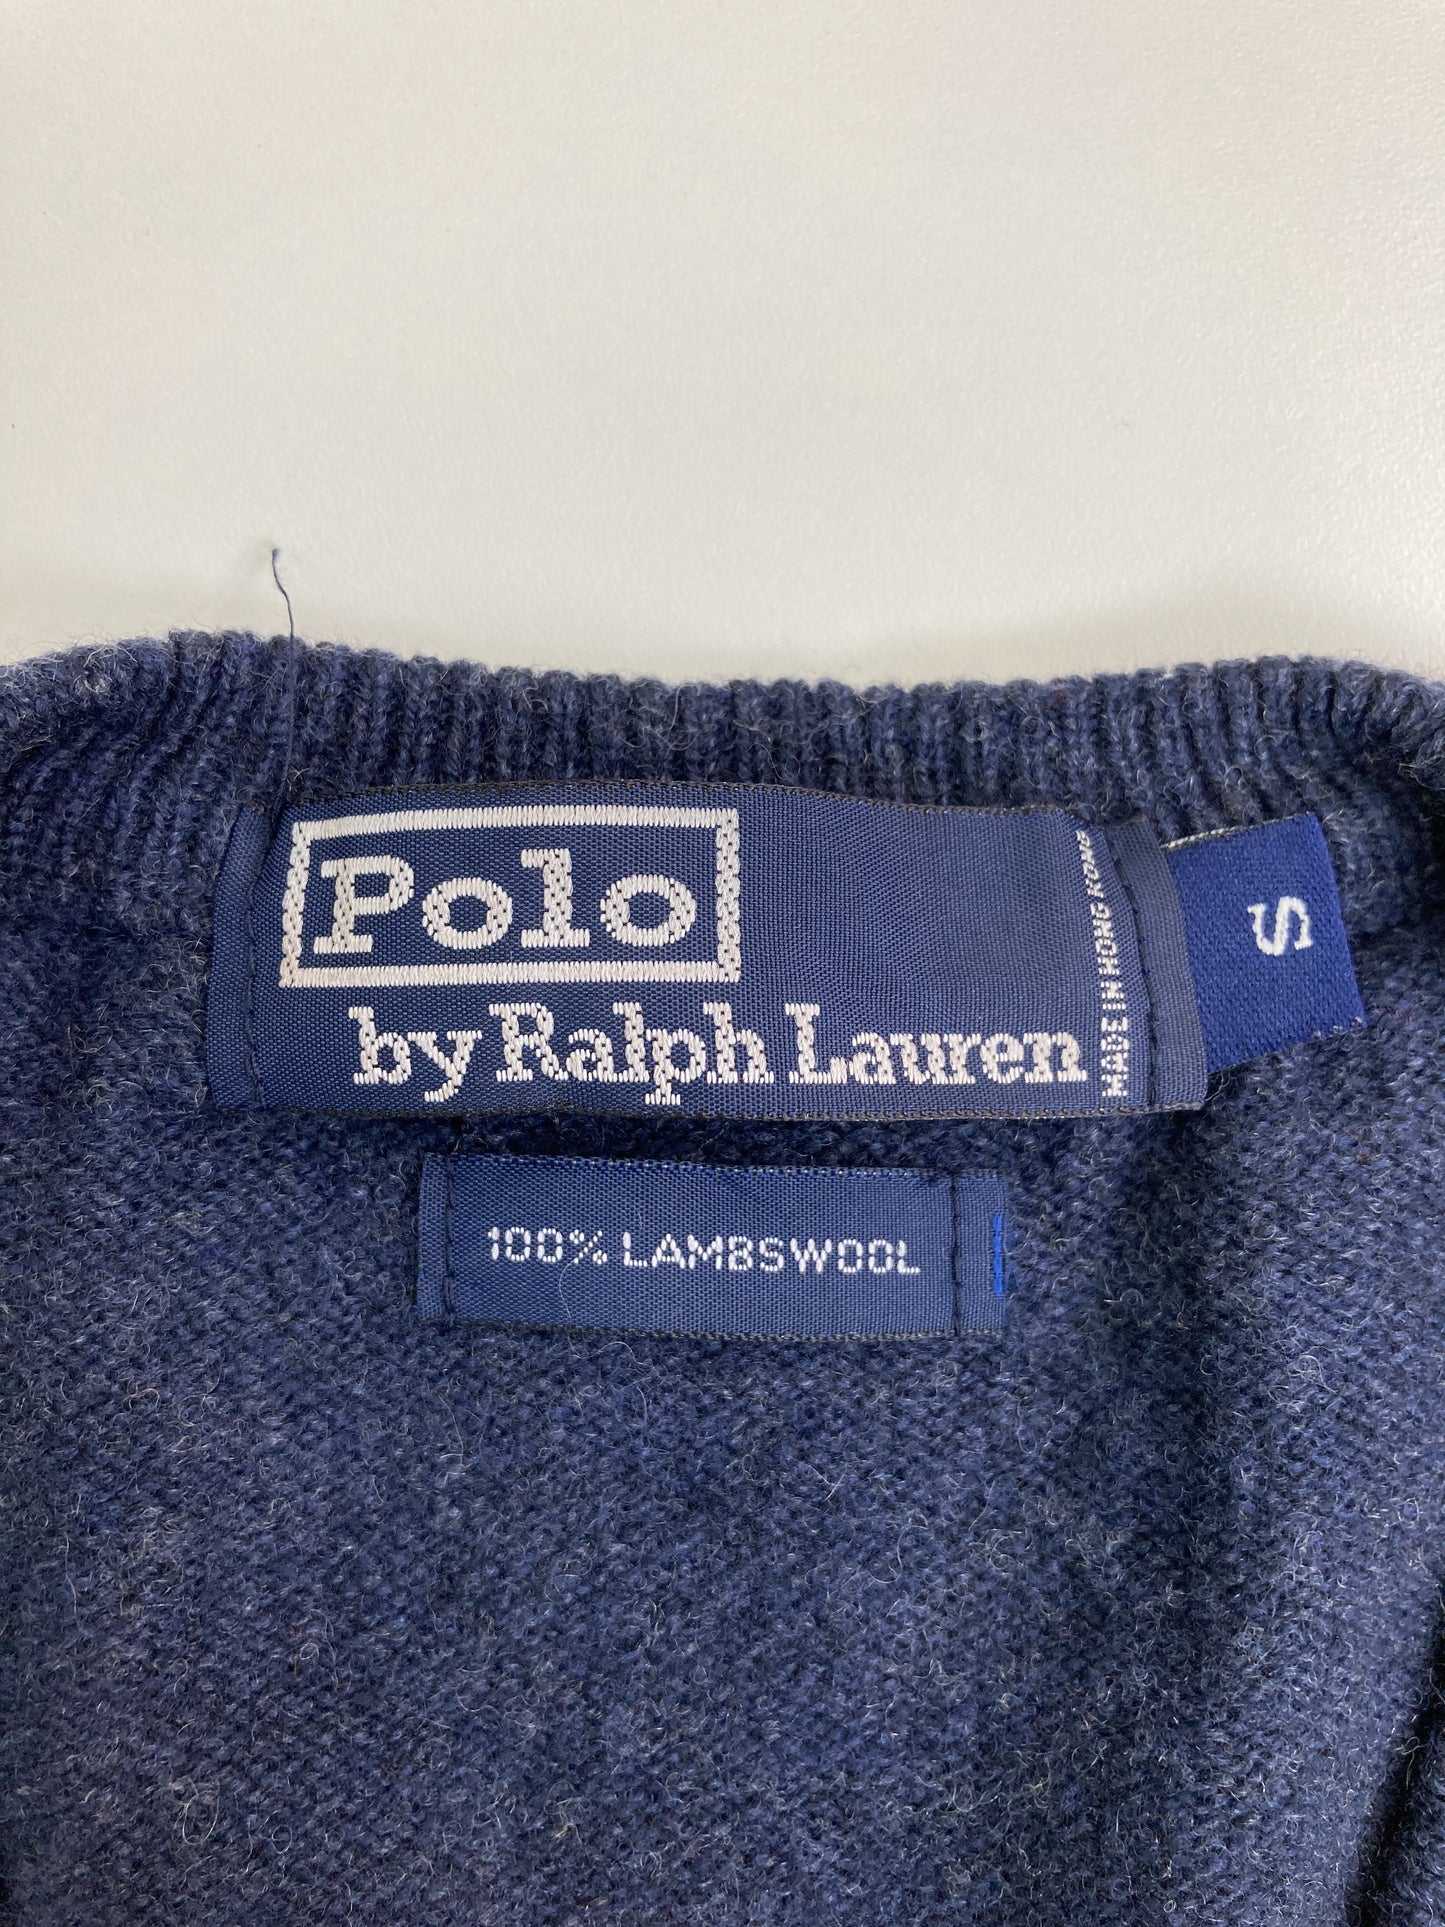 Polo
by Ralph Lauren
MADE IN HONG KONG
S
100% LAMBSWOOL